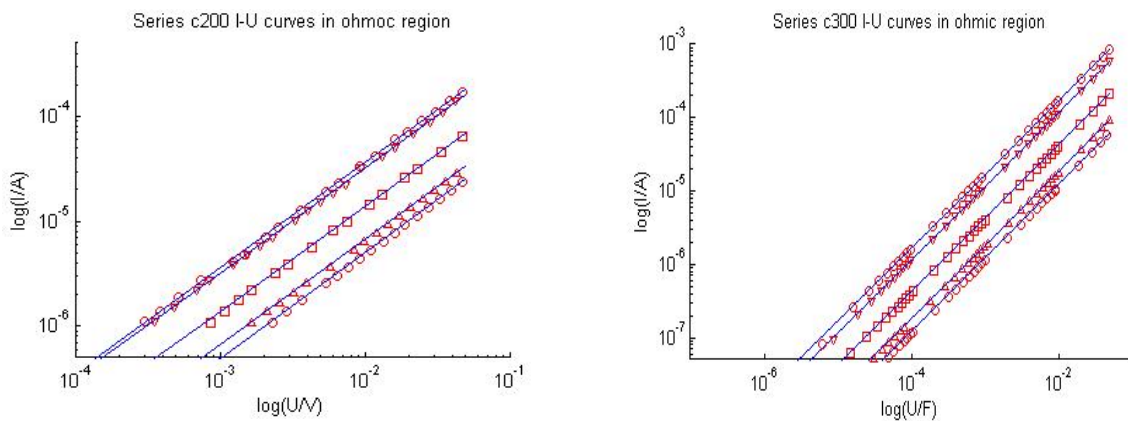 Series c200 I-U curves in ohmoc region
log(I/A)
10-4
10-5
10-6
10-4
10-3
10-2
10-1
log(U/V)
Series c300 I-U curves in ohmic region
log(I/A)
10-3
10-4
10-5
10-6
10-7
10-6
10-4
10-2
log(U/F)